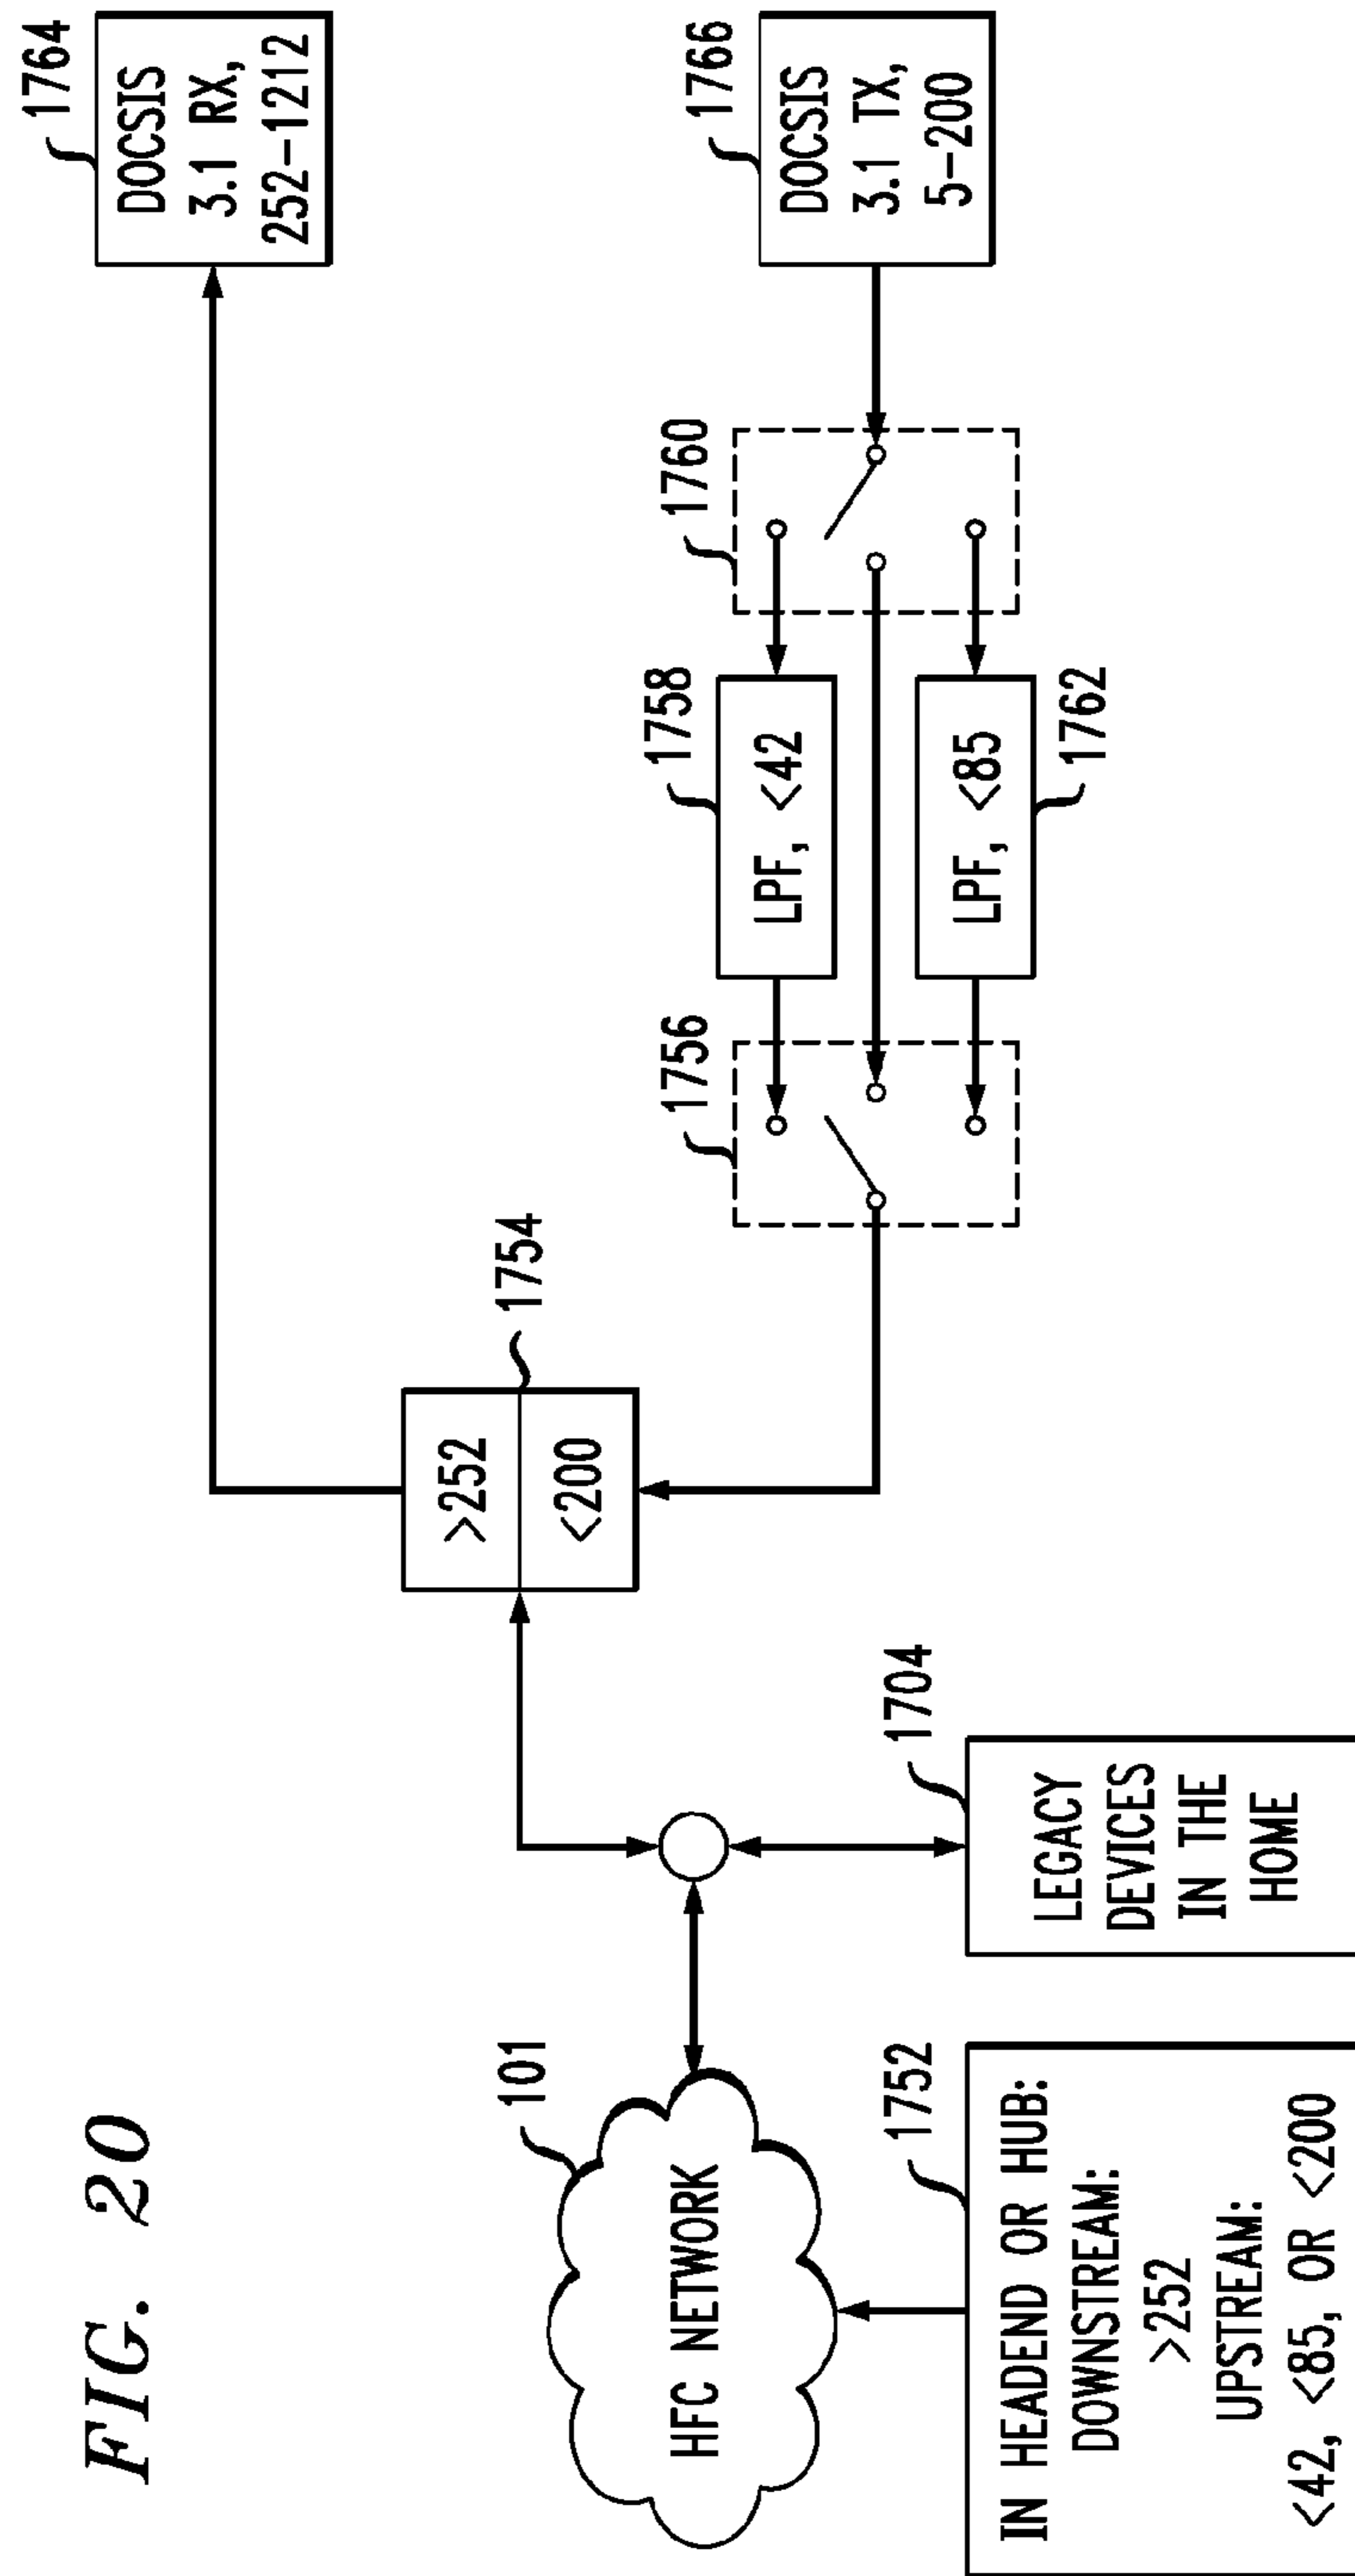 FIG. 20
1764
DOCSIS
3.1 RX,
252-1212
1766
DOCSIS
3.1 TX,
5-200
1760
1758
LPF, <42
LPF, <85
1762
1756
1754
>252
<200
1704
LEGACY
DEVICES
IN THE
HOME
101
HFC NETWORK
1752
IN HEADEND OR HUB:
DOWNSTREAM:
>252
UPSTREAM:
<42, <85, OR <200